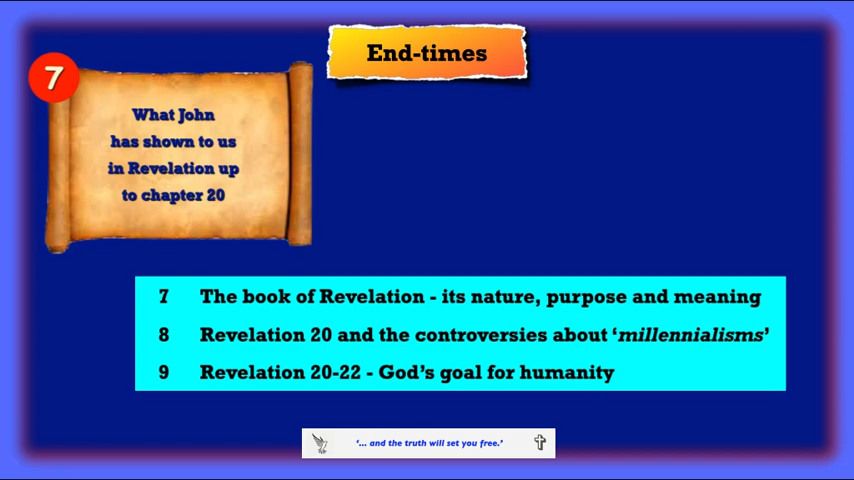 End-times
7
What John
has shown to us
in Revelation up
to chapter 20
7 The book of Revelation - its nature, purpose and meaning
8 Revelation 20 and the controversies about ‘millennialisms’
9 Revelation 20-22 - God’s goal for humanity
‘... and the truth will set you free.’